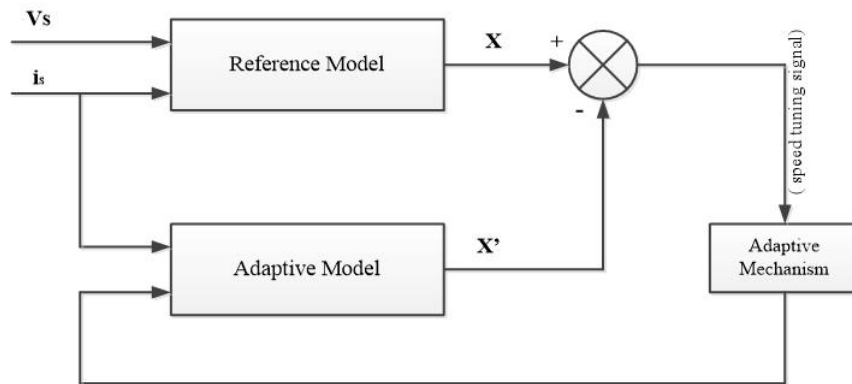 Vs
is
Reference Model
X
+
-
( speed tuning signal)
Adaptive Model
X’
Adaptive
Mechanism